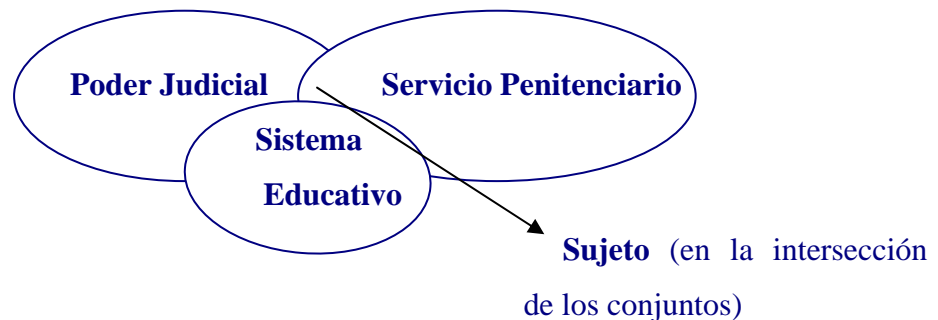 Poder Judicial
Servicio Penitenciario
Sistema
Educativo
Sujeto (en la intersección
de los conjuntos)